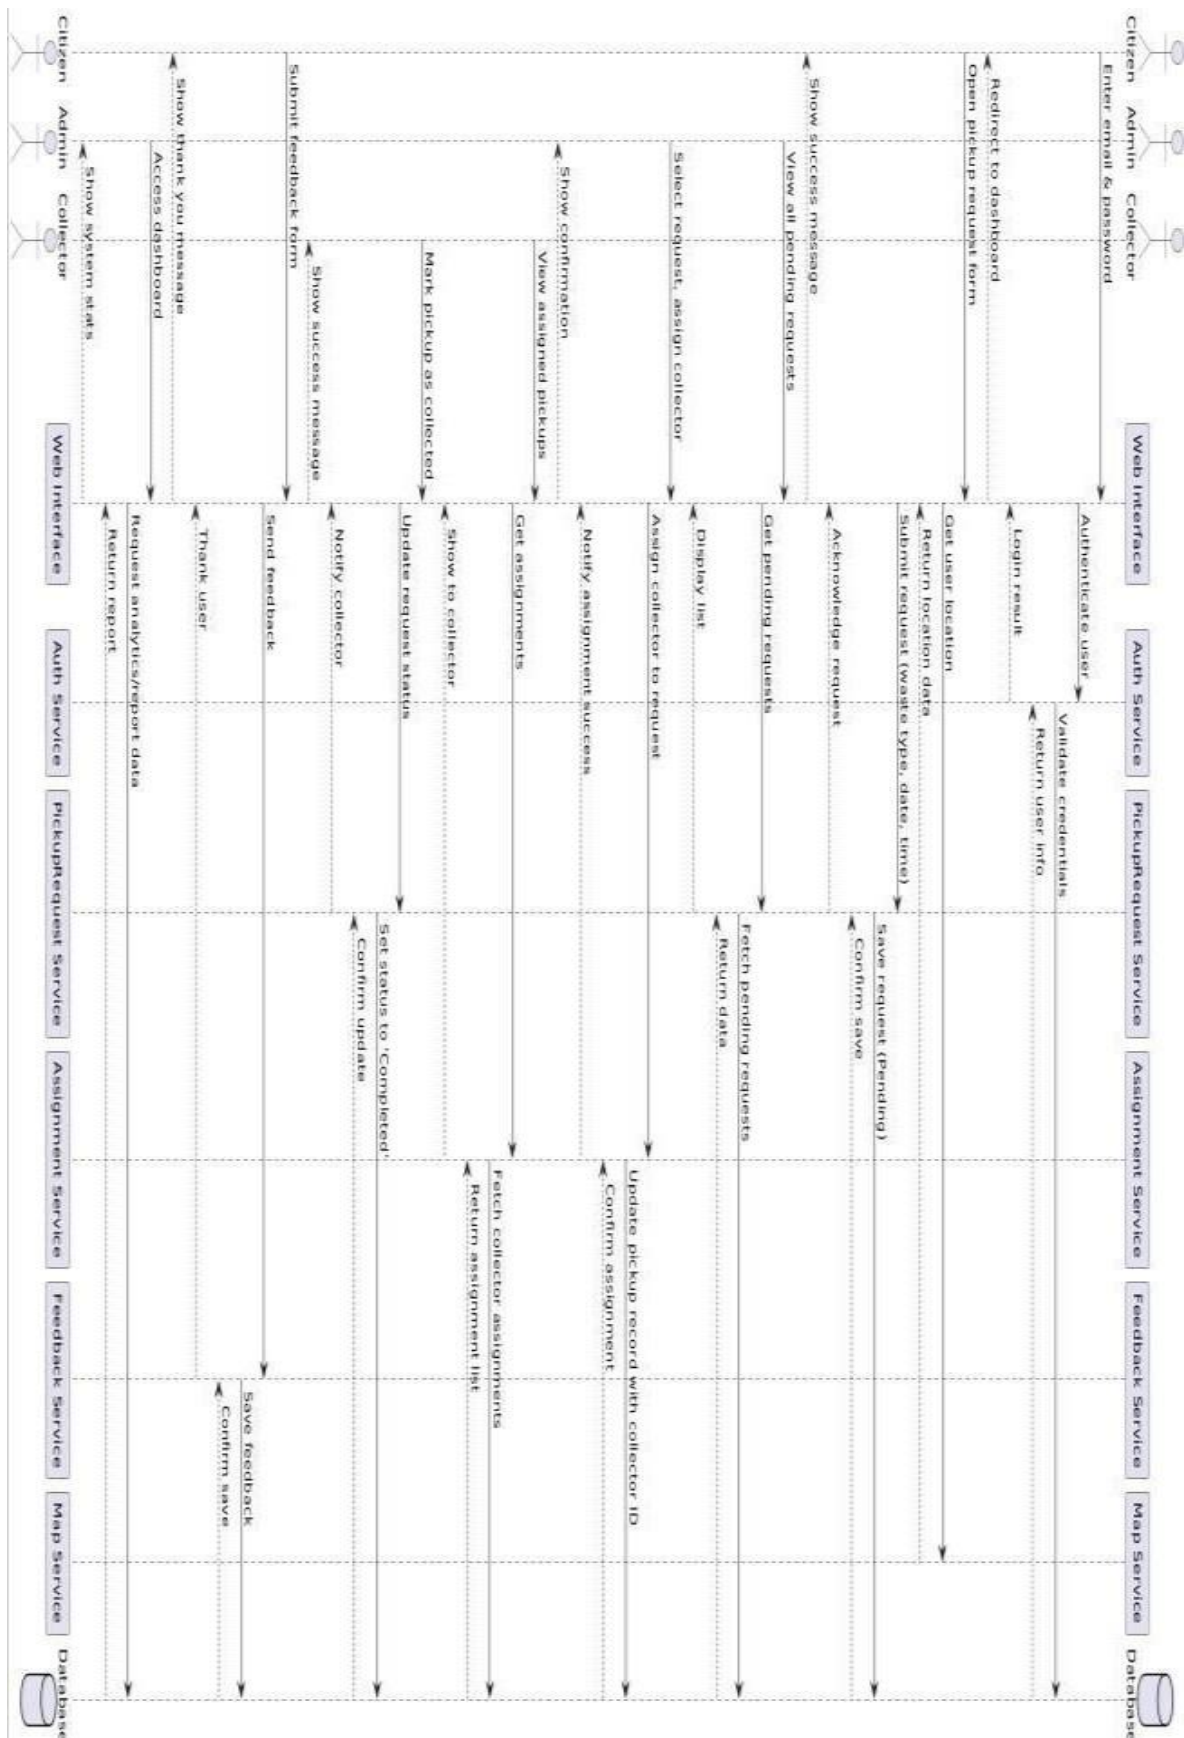 Citizen
Admin
Collector
Web Interface
Auth Service
PickupRequest Service
Assignment Service
Feedback Service
Map Service
Database
Enter email & password
Authenticate user
Validate credentials
Return user info
Login result
Redirect to dashboard
Open pickup request form
Get user location
Return location data
Submit request (waste type, date, time)
Save request (Pending)
Confirm save
Acknowledge request
Show success message
View all pending requests
Get pending requests
Fetch pending requests
Return data
Display list
Select request, assign collector
Assign collector to request
Update pickup record with collector ID
Confirm assignment
Notify assignment success
Show confirmation
View assigned pickups
Get assignments
Fetch collector assignments
Return assignment list
Show to collector
Mark pickup as collected
Update request status
Set status to 'Completed'
Confirm update
Notify collector
Show success message
Submit feedback form
Send feedback
Save feedback
Confirm save
Thank user
Show thank you message
Access dashboard
Request analytics/report data
Return report
Show system stats
Citizen
Admin
Collector
Web Interface
Auth Service
PickupRequest Service
Assignment Service
Feedback Service
Map Service
Database